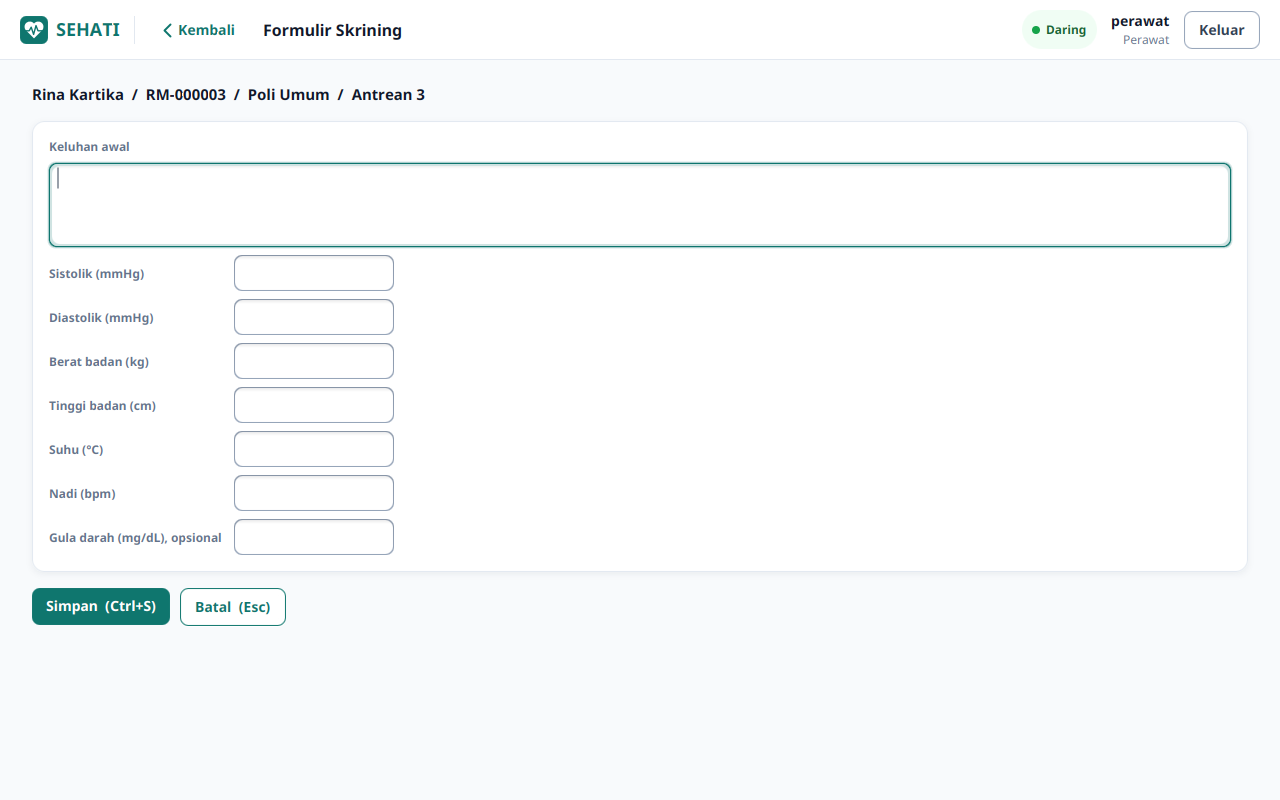 SEHATI
Kembali
Formulir Skrining
Daring
perawat
Perawat
Keluar
Rina Kartika / RM-000003 / Poli Umum / Antrean 3
Keluhan awal
Sistolik (mmHg)
Diastolik (mmHg)
Berat badan (kg)
Tinggi badan (cm)
Suhu (°C)
Nadi (bpm)
Gula darah (mg/dL), opsional
Simpan (Ctrl+S)
Batal (Esc)